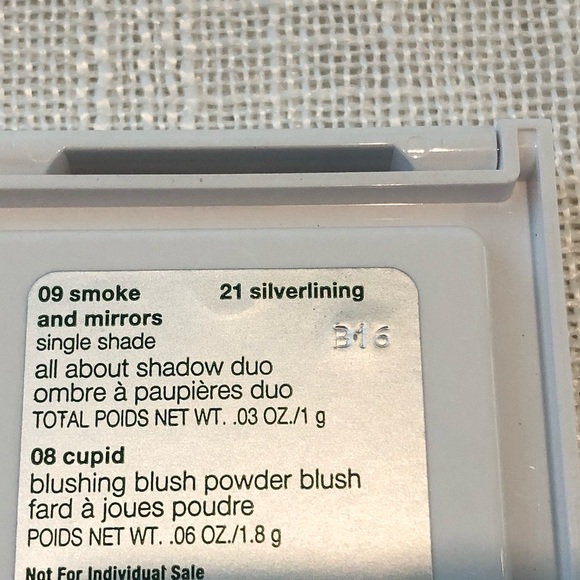 09 smoke 21 silverlining
and mirrors
single shade
B16
all about shadow duo
ombre à paupières duo
TOTAL POIDS NET WT. .03 OZ./1 g
08 cupid
blushing blush powder blush
fard à joues poudre
POIDS NET WT. .06 OZ./1.8 g
Not For Individual Sale